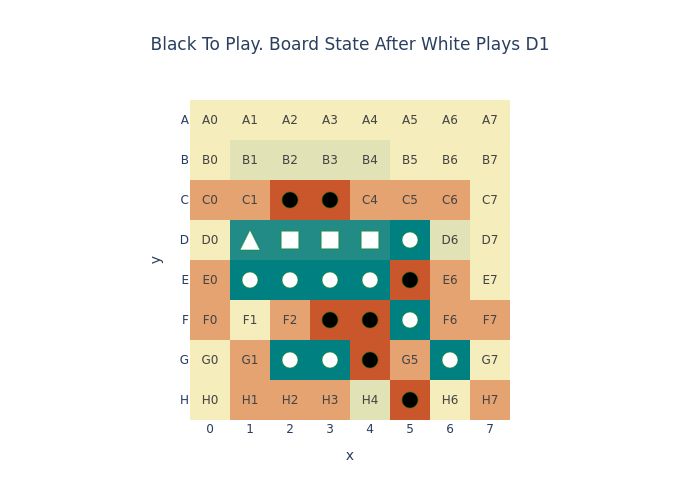 Black To Play. Board State After White Plays D1
A A0 A1 A2 A3 A4 A5 A6 A7
B B0 B1 B2 B3 B4 B5 B6 B7
C C0 C1 C4 C5 C6 C7
D D0 D6 D7
E E0 E6 E7
F F0 F1 F2 F6 F7
G G0 G1 G5 G7
H H0 H1 H2 H3 H4 H6 H7
0 1 2 3 4 5 6 7
x
y